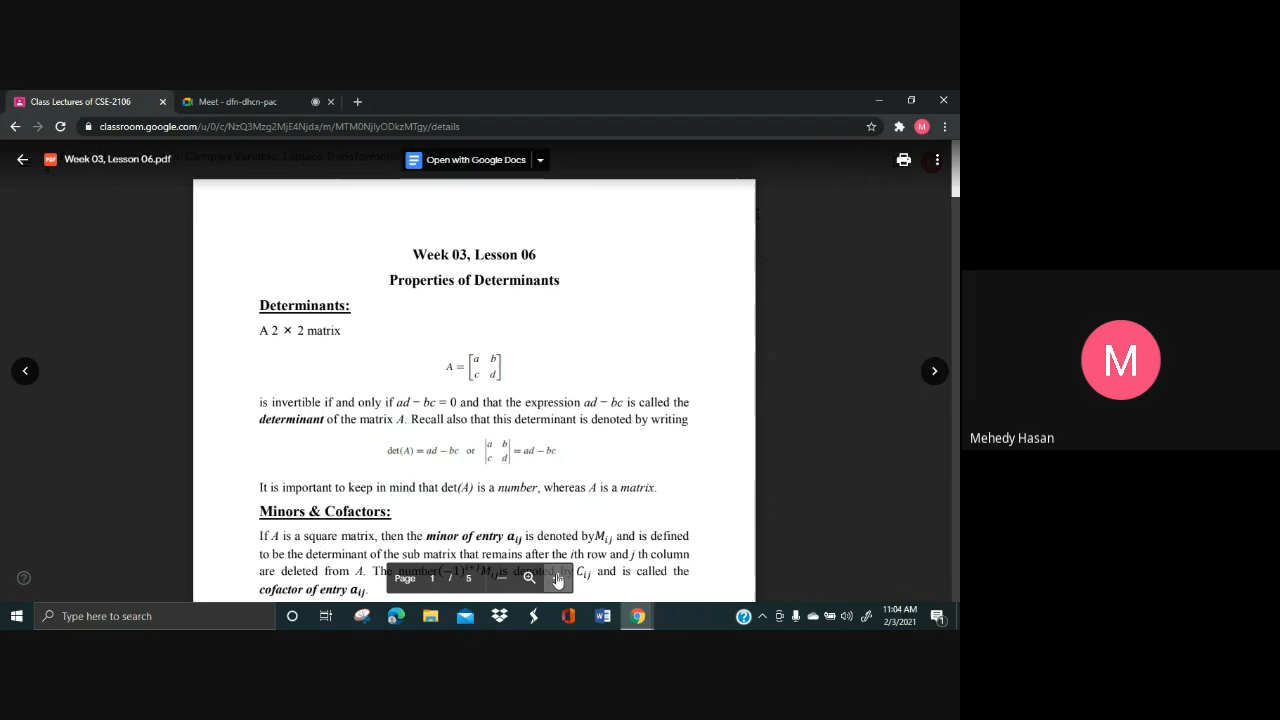 Class Lectures of CSE-2106
Meet - dfn-dhcn-pac
classroom.google.com/u/0/c/NzQ3Mzg2MjE4Njda/m/MTM0NjIyODkzMTgy/details
Week 03, Lesson 06.pdf
Complex Variable, Laplace Transformatic
Open with Google Docs
Week 03, Lesson 06
Properties of Determinants
Determinants:
A 2 × 2 matrix
A = [a b
c d]
is invertible if and only if ad − bc = 0 and that the expression ad − bc is called the
determinant of the matrix A. Recall also that this determinant is denoted by writing
det(A) = ad − bc or |a b
c d| = ad − bc
It is important to keep in mind that det(A) is a number, whereas A is a matrix.
Minors & Cofactors:
If A is a square matrix, then the minor of entry aᵢⱼ is denoted byMᵢⱼ and is defined
to be the determinant of the sub matrix that remains after the ith row and j th column
are deleted from A. The number(−1)ⁱ⁺ʲMᵢⱼis denoted by Cᵢⱼ and is called the
cofactor of entry aᵢⱼ.
Page 1 / 5
M
Mehedy Hasan
Type here to search
11:04 AM
2/3/2021